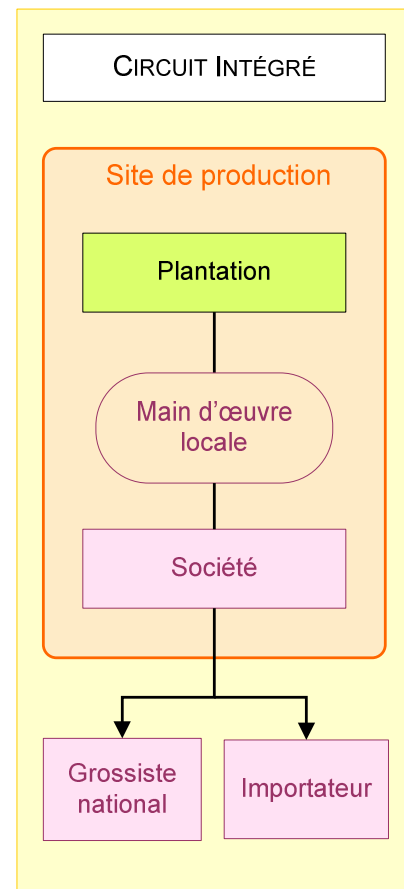 CIRCUIT INTÉGRÉ
Site de production
Plantation
Main d'œuvre
locale
Société
Grossiste
national
Importateur